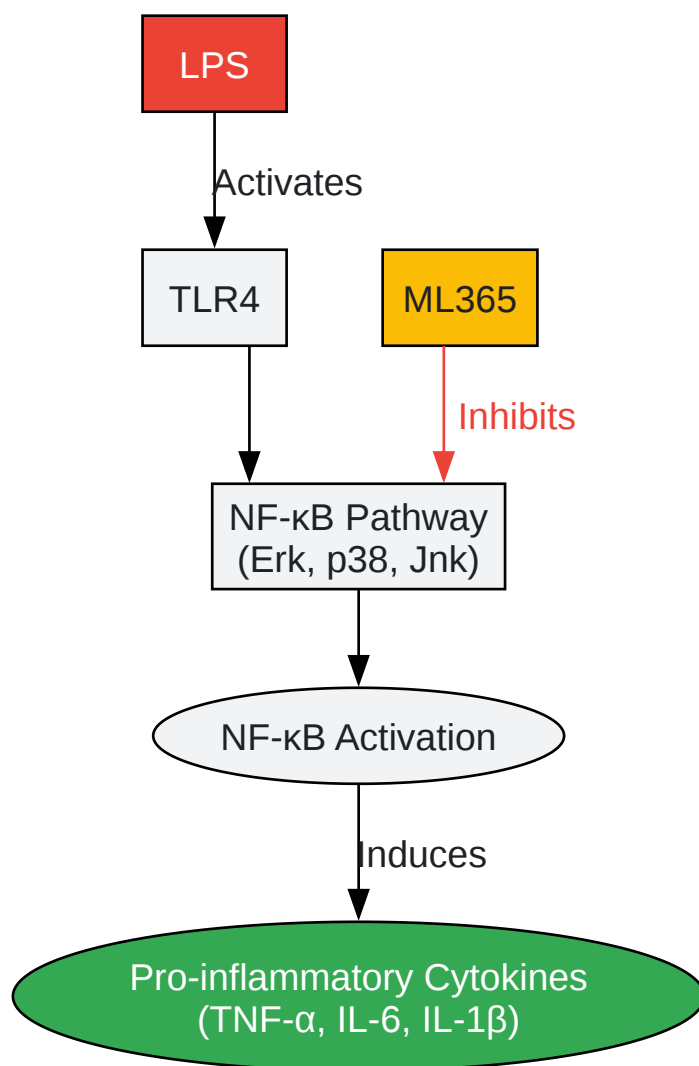 LPS
Activates
TLR4
ML365
Inhibits
NF-κB Pathway
(Erk, p38, Jnk)
NF-κB Activation
Induces
Pro-inflammatory Cytokines
(TNF-α, IL-6, IL-1β)